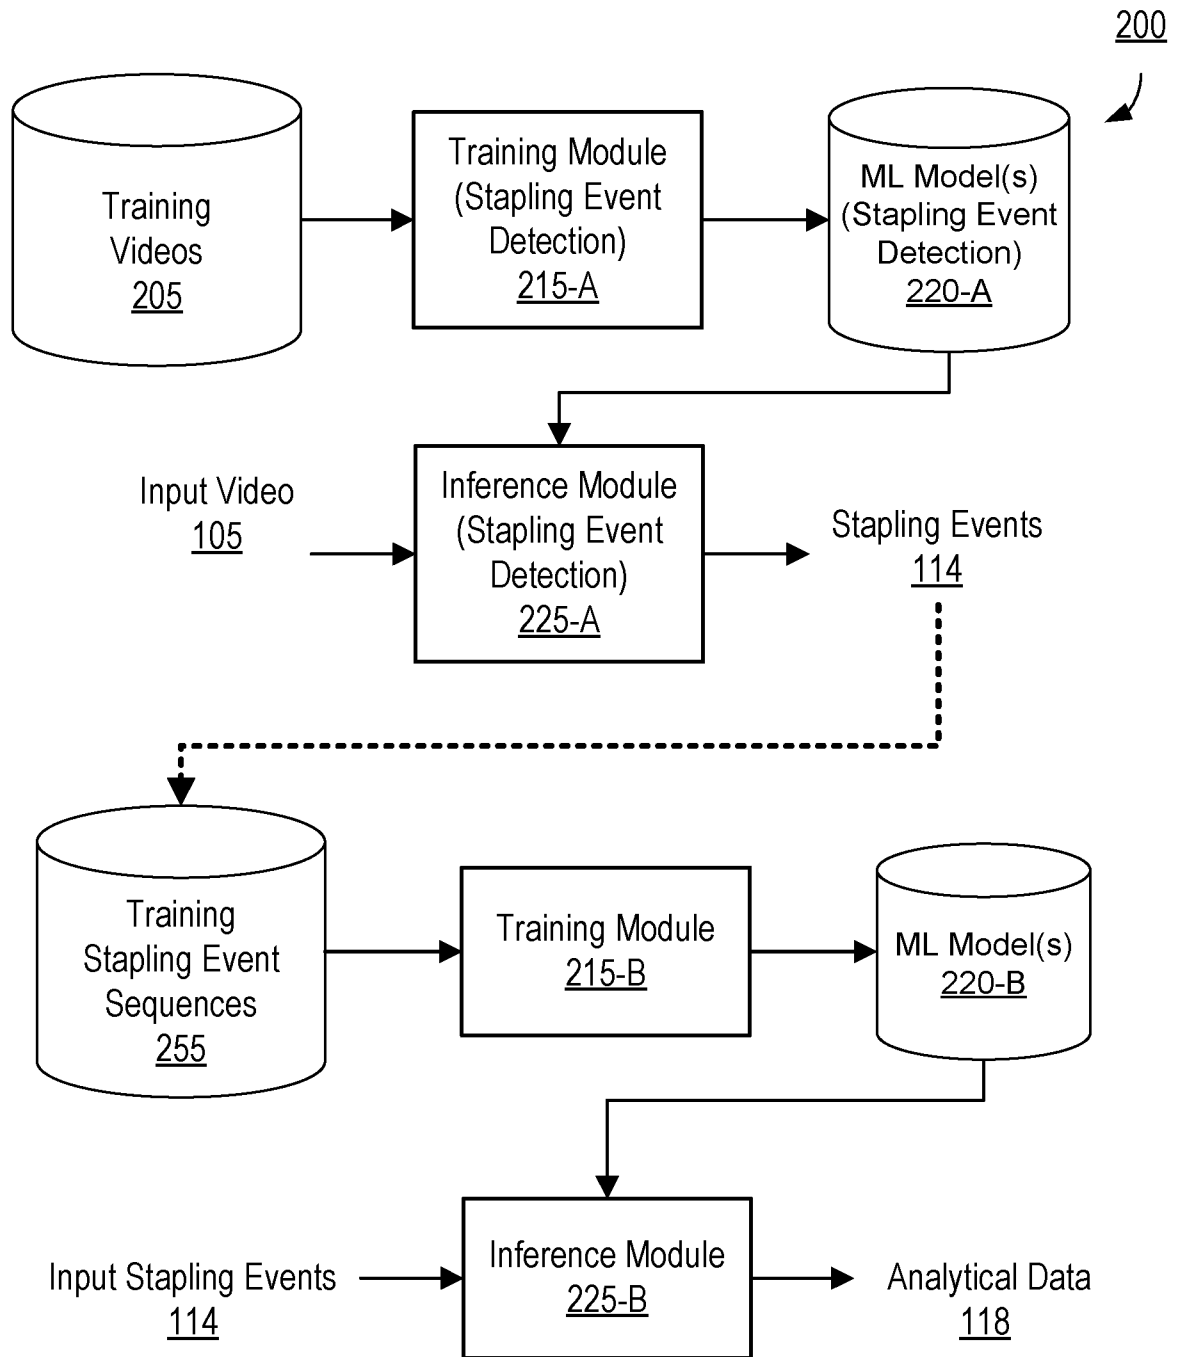 200
Training
Videos
205
Training Module
(Stapling Event
Detection)
215-A
ML Model(s)
(Stapling Event
Detection)
220-A
Input Video
105
Inference Module
(Stapling Event
Detection)
225-A
Stapling Events
114
Training
Stapling Event
Sequences
255
Training Module
215-B
ML Model(s)
220-B
Input Stapling Events
114
Inference Module
225-B
Analytical Data
118